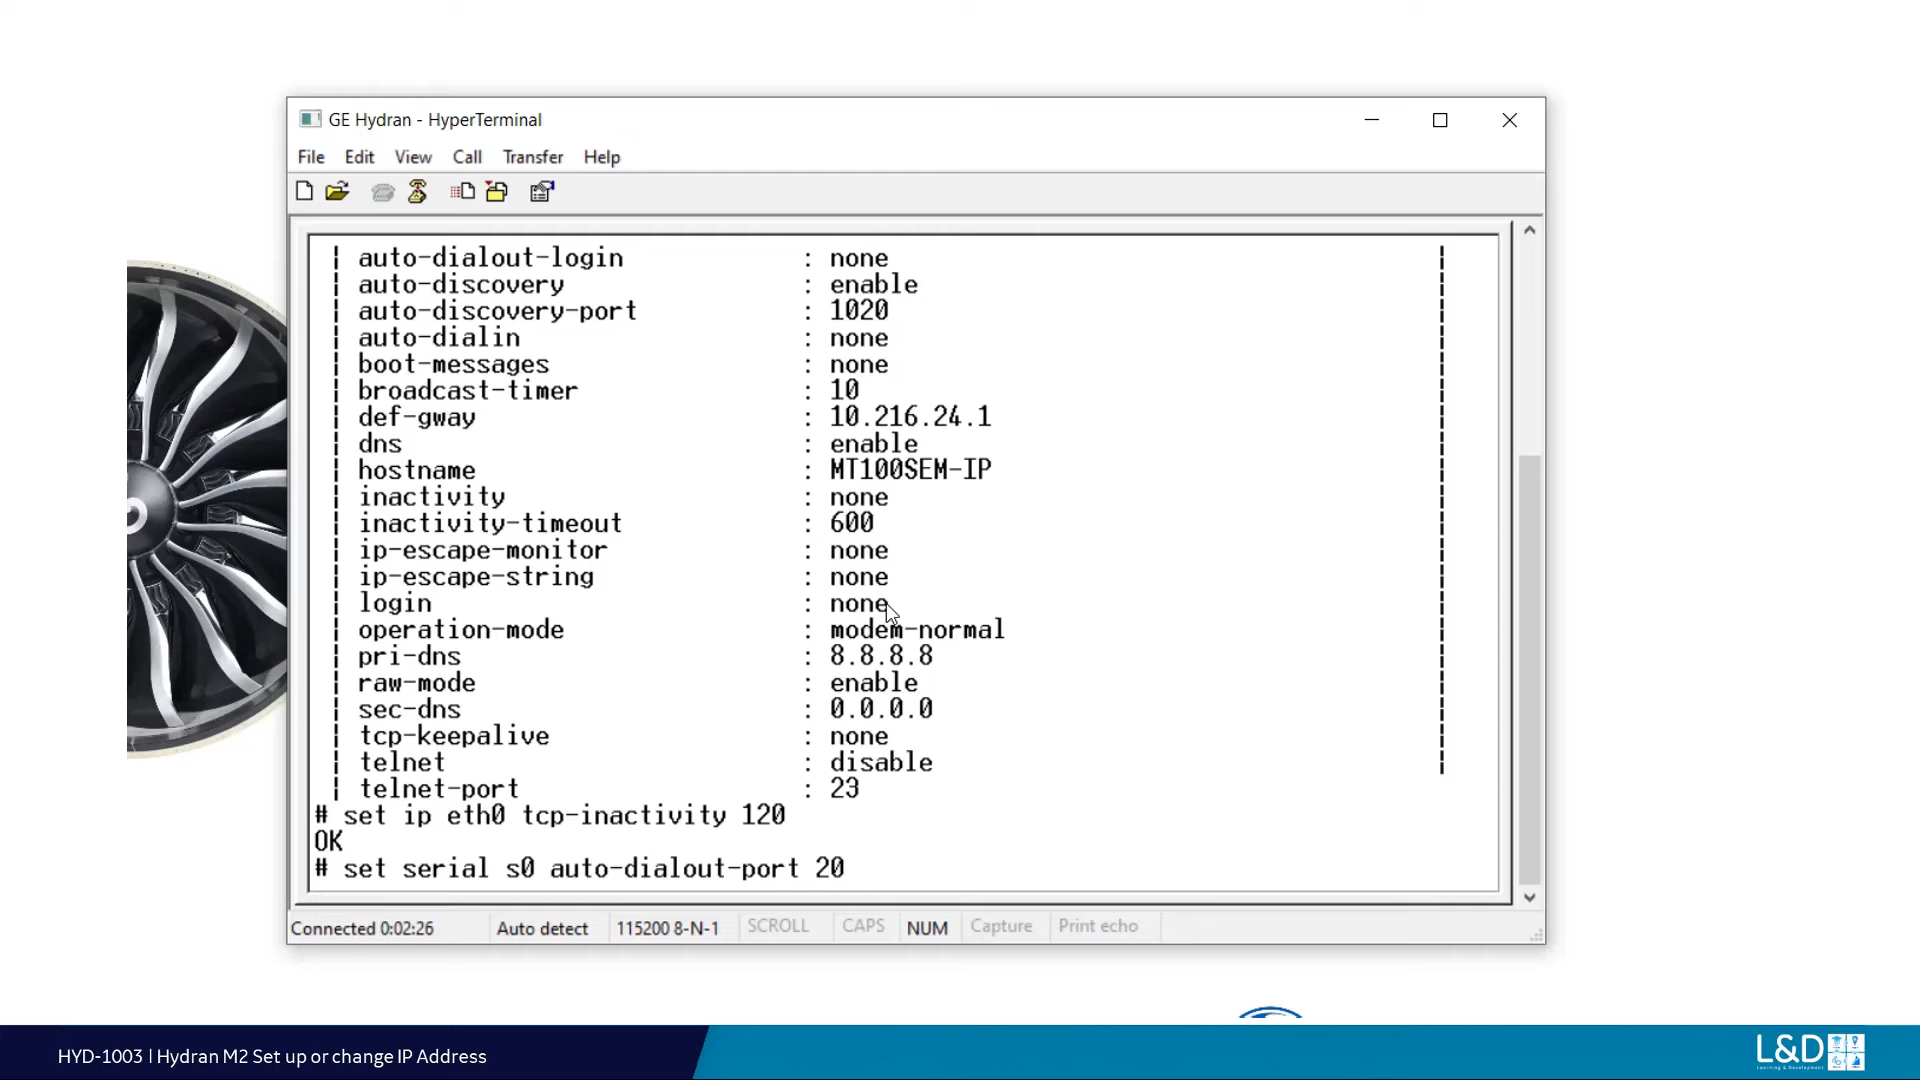 GE Hydran - HyperTerminal
File Edit View Call Transfer Help
| auto-dialout-login : none |
| auto-discovery : enable |
| auto-discovery-port : 1020 |
| auto-dialin : none |
| boot-messages : none |
| broadcast-timer : 10 |
| def-gway : 10.216.24.1 |
| dns : enable |
| hostname : MT100SEM-IP |
| inactivity : none |
| inactivity-timeout : 600 |
| ip-escape-monitor : none |
| ip-escape-string : none |
| login : none |
| operation-mode : modem-normal |
| pri-dns : 8.8.8.8 |
| raw-mode : enable |
| sec-dns : 0.0.0.0 |
| tcp-keepalive : none |
| telnet : disable |
| telnet-port : 23
# set ip eth0 tcp-inactivity 120
OK
# set serial s0 auto-dialout-port 20
Connected 0:02:26 Auto detect 115200 8-N-1 SCROLL CAPS NUM Capture Print echo
HYD-1003 | Hydran M2 Set up or change IP Address
L&D
Learning & Development